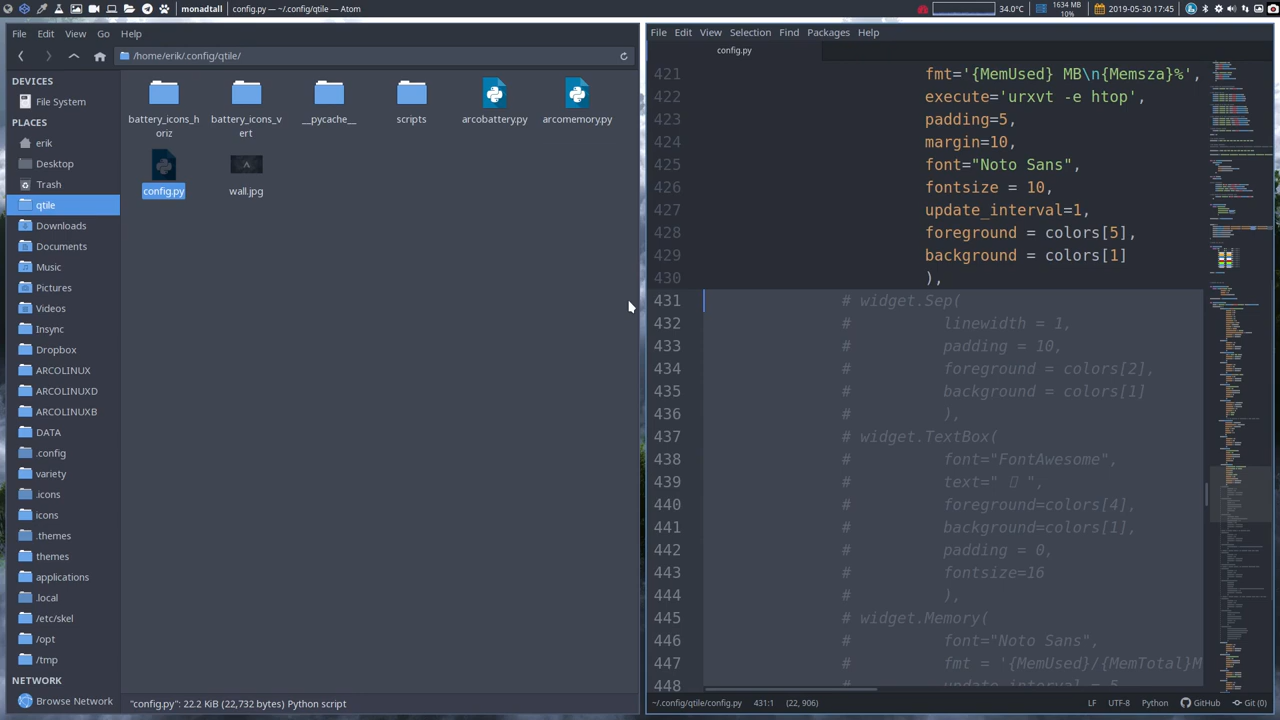 monadtall config.py — ~/.config/qtile — Atom
34.0°C
1634 MB
10%
2019-05-30 17:45
File Edit View Go Help
/home/erik/.config/qtile/
DEVICES
File System
PLACES
erik
Desktop
Trash
qtile
Downloads
Documents
Music
Pictures
Videos
Insync
Dropbox
ARCOLINUX
ARCOLINUXD
ARCOLINUXB
DATA
.config
variety
.icons
icons
.themes
themes
applications
.local
/etc/skel
/opt
/tmp
NETWORK
Browse Network
battery_icons_h
oriz
battery_icons_v
ert
__pycache__
scripts
arcobattery.py
arcomemory.py
config.py
wall.jpg
"config.py": 22.2 KiB (22,732 bytes) Python script
File Edit View Selection Find Packages Help
config.py
421 fmt='{MemUsed} MB\n{Memsza}%',
422 execute='urxvt -e htop',
423 padding=5,
424 margin=10,
425 font="Noto Sans",
426 fontsize = 10,
427 update_interval=1,
428 foreground = colors[5],
429 background = colors[1]
430 ),
431 # widget.Sep(
432 # linewidth = 1,
433 # padding = 10,
434 # foreground = colors[2],
435 # background = colors[1]
436 # )
437 # widget.TextBox(
438 # font="FontAwesome",
439 # text="  ",
440 # foreground=colors[4],
441 # background=colors[1],
442 # padding = 0,
443 # fontsize=16
444 # )
445 # widget.Memory(
446 # font="Noto Sans",
447 # fmt = '{MemUsed}/{MemTotal}M
448 # update_interval = 5
~/.config/qtile/config.py 431:1 (22, 906) LF UTF-8 Python GitHub Git (0)